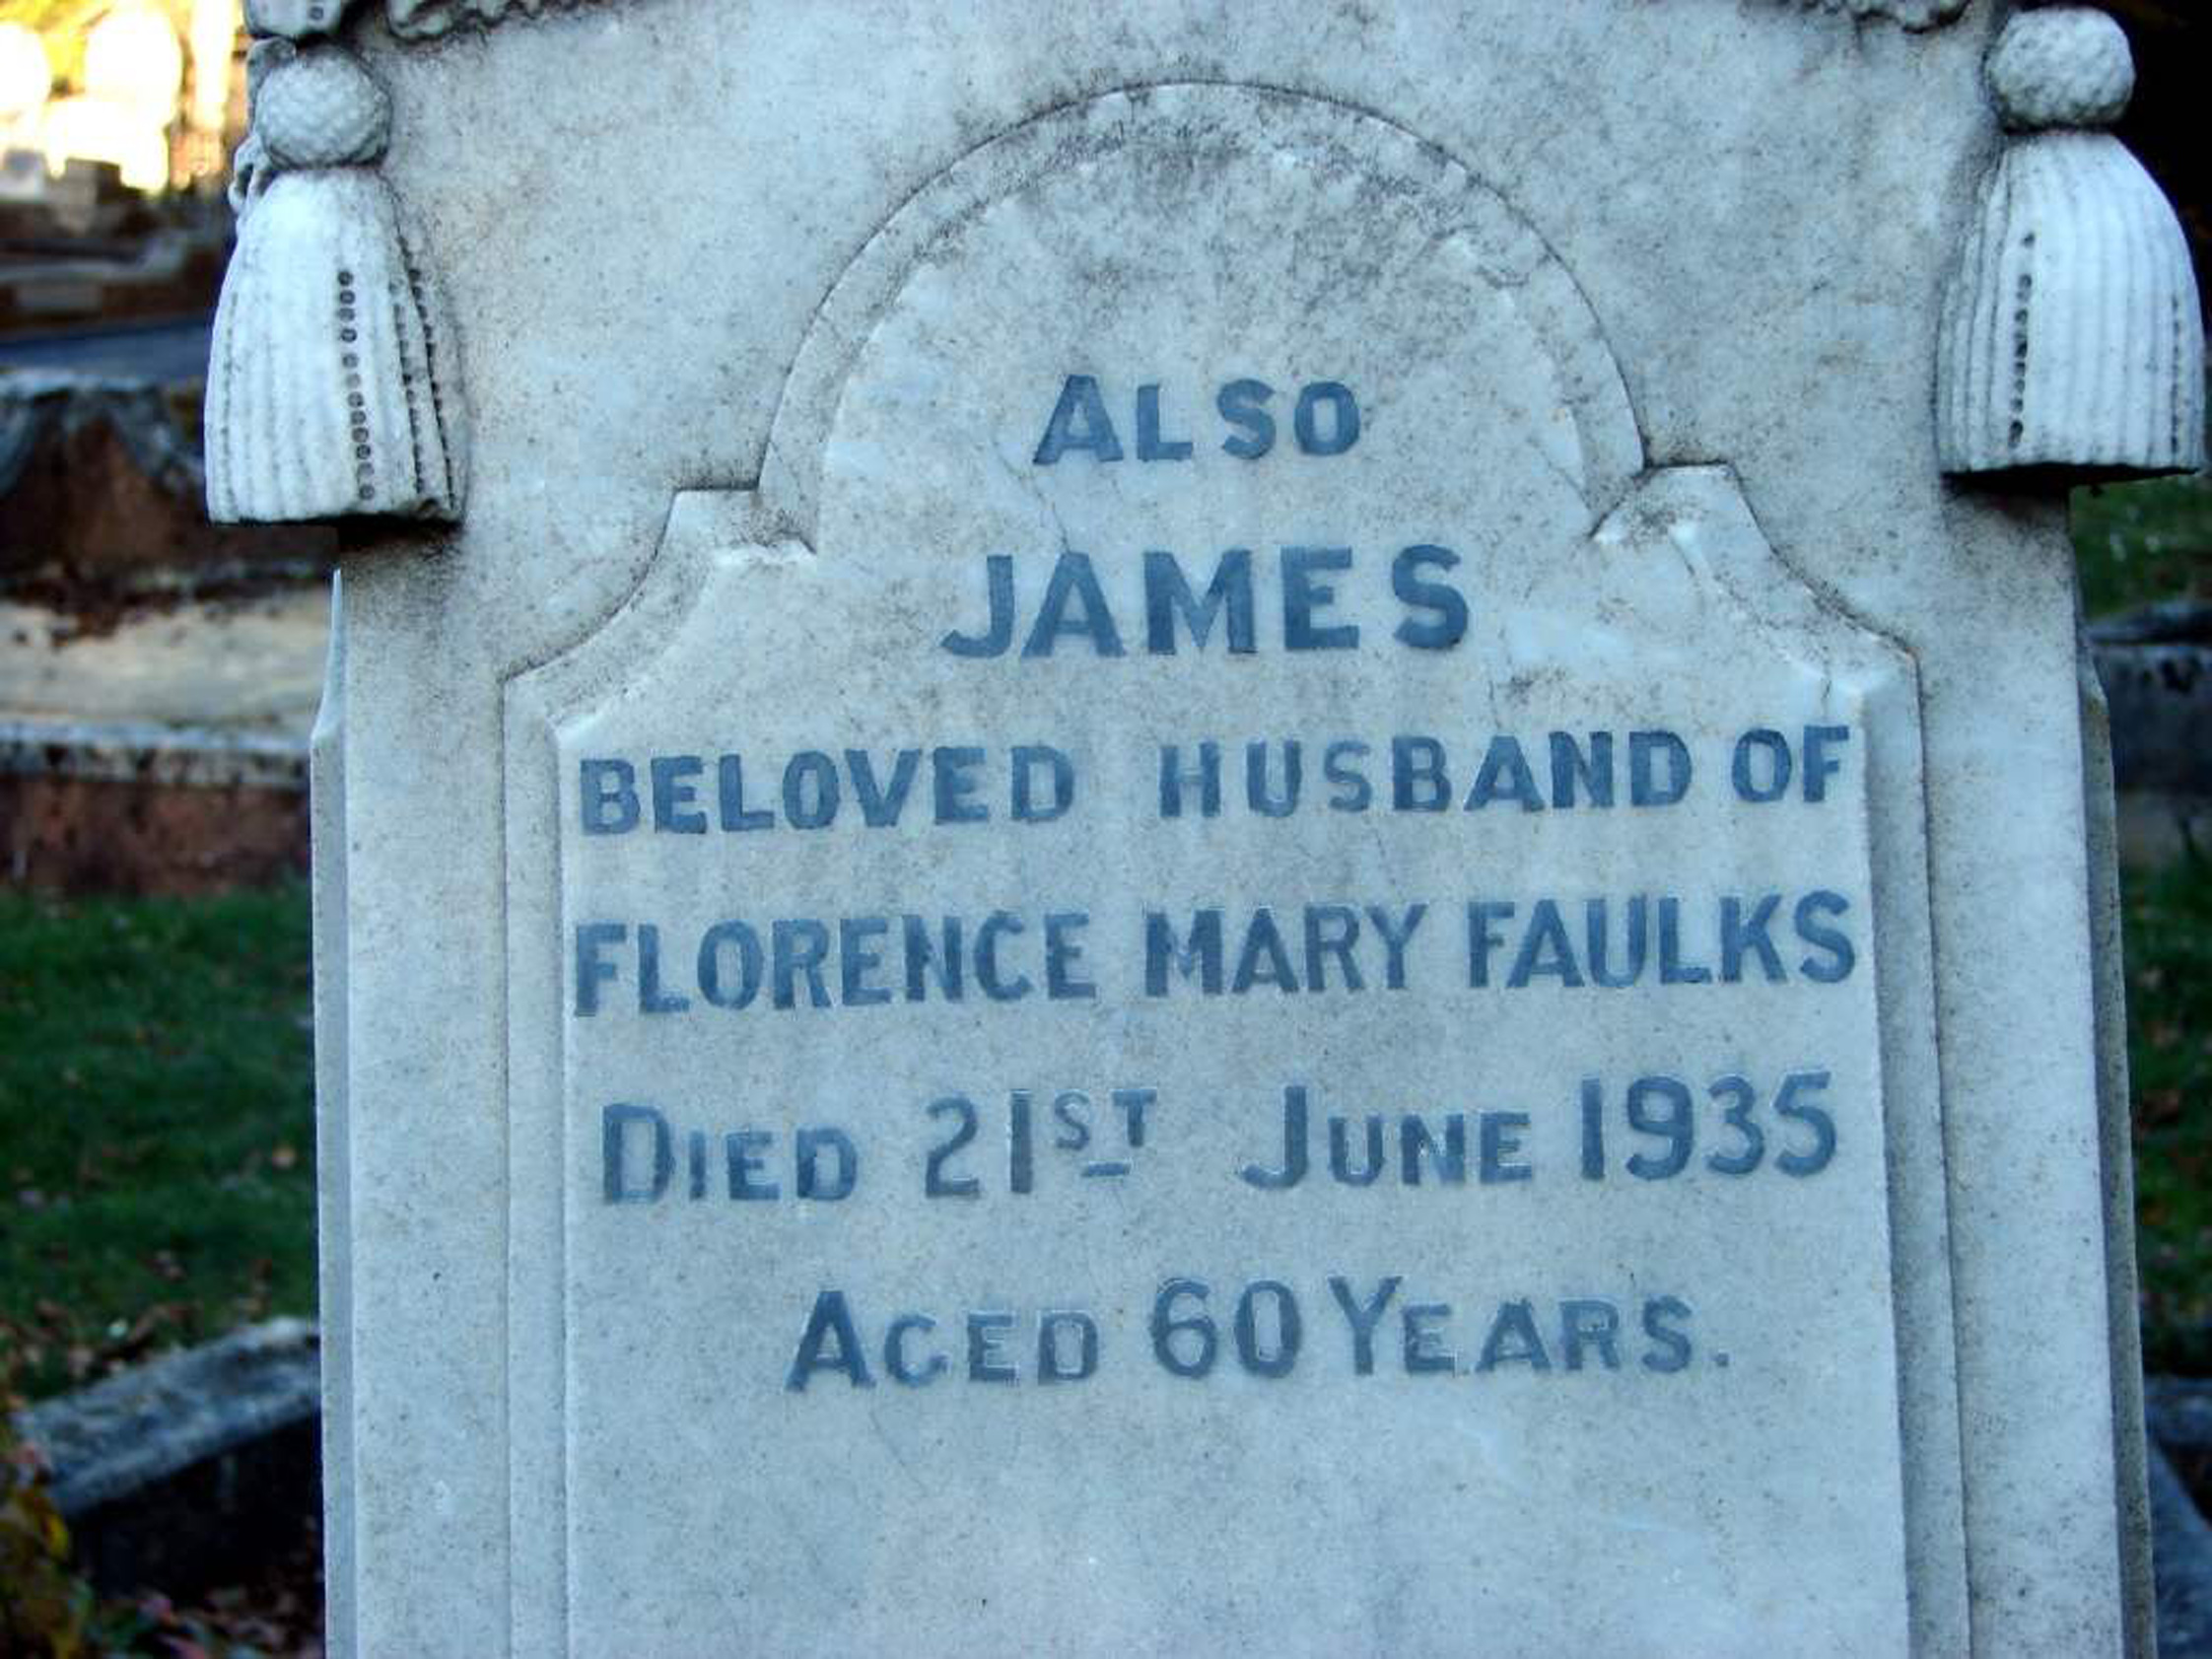 ALSO
JAMES
BELOVED HUSBAND OF
FLORENCE MARY FAULKS
DIED 21ST JUNE 1935
AGED 60 YEARS.